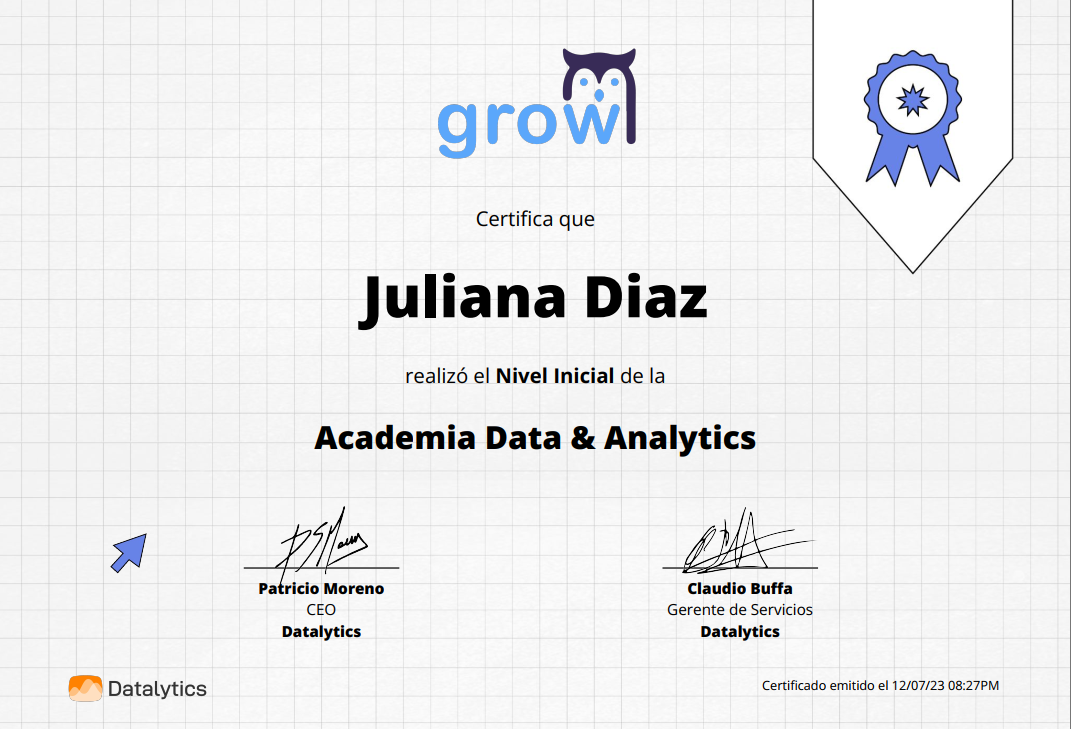 growl
Certifica que
Juliana Diaz
realizó el Nivel Inicial de la
Academia Data & Analytics
Patricio Moreno
CEO
Datalytics
Claudio Buffa
Gerente de Servicios
Datalytics
Datalytics
Certificado emitido el 12/07/23 08:27PM